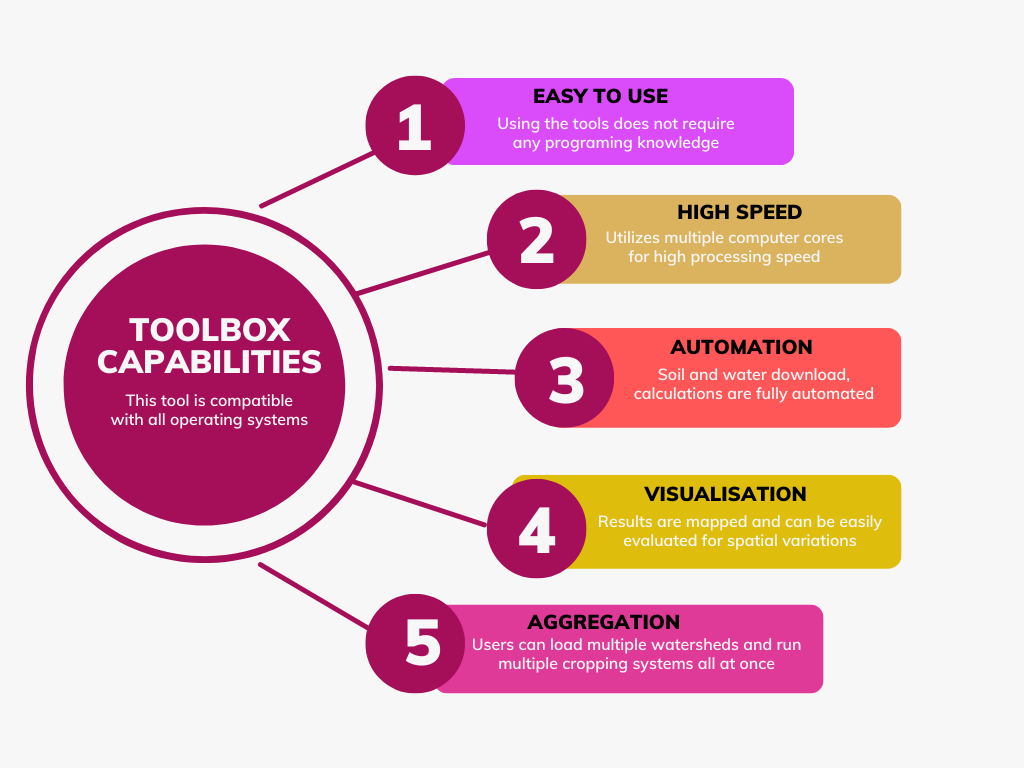 TOOLBOX
CAPABILITIES
This tool is compatible
with all operating systems
1
EASY TO USE
Using the tools does not require
any programing knowledge
2
HIGH SPEED
Utilizes multiple computer cores
for high processing speed
3
AUTOMATION
Soil and water download,
calculations are fully automated
4
VISUALISATION
Results are mapped and can be easily
evaluated for spatial variations
5
AGGREGATION
Users can load multiple watersheds and run
multiple cropping systems all at once